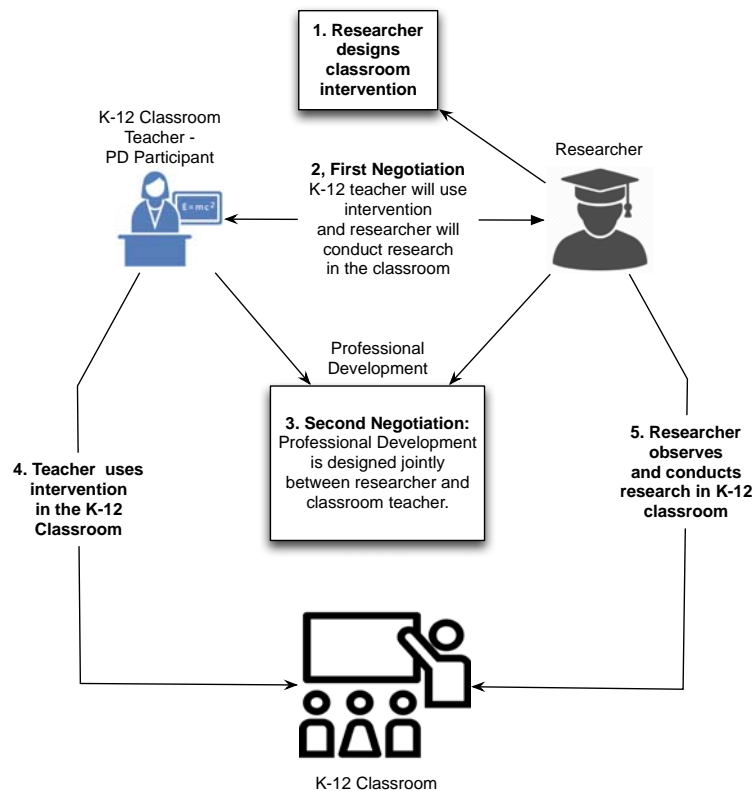 1. Researcher
designs
classroom
intervention
K-12 Classroom
Teacher -
PD Participant
E=mc²
Researcher
2, First Negotiation
K-12 teacher will use
intervention
and researcher will
conduct research
in the classroom
Professional
Development
3. Second Negotiation:
Professional Development
is designed jointly
between researcher and
classroom teacher.
4. Teacher uses
intervention
in the K-12
Classroom
5. Researcher
observes
and conducts
research in K-12
classroom
K-12 Classroom